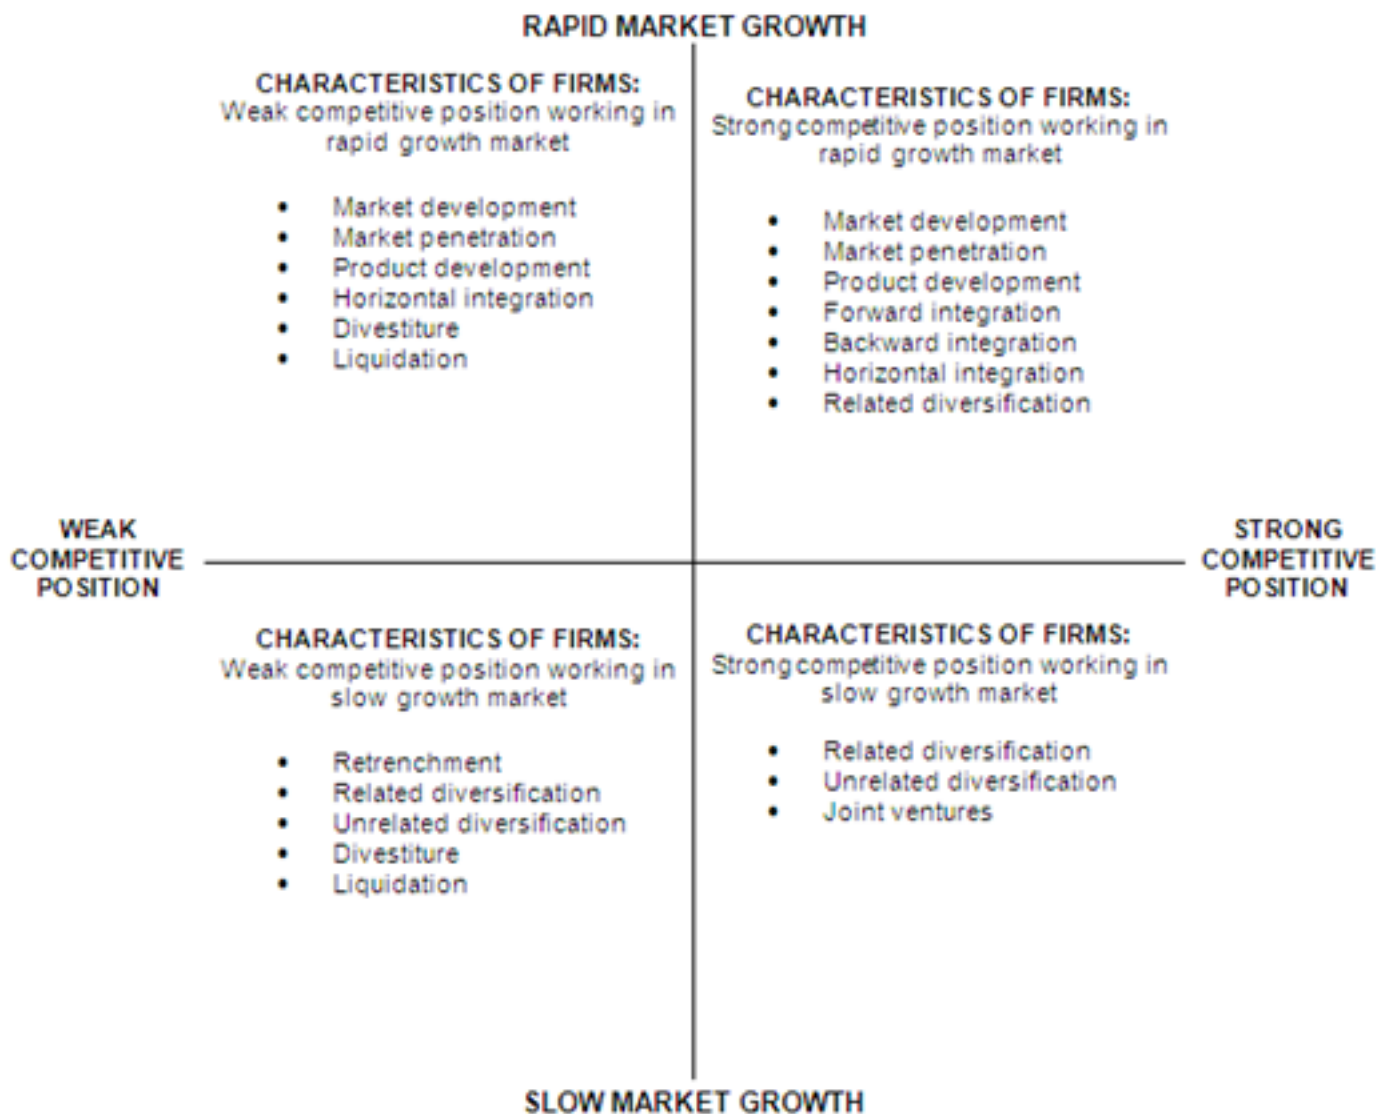 RAPID MARKET GROWTH
CHARACTERISTICS OF FIRMS:
Weak competitive position working in
rapid growth market
• Market development
• Market penetration
• Product development
• Horizontal integration
• Divestiture
• Liquidation
CHARACTERISTICS OF FIRMS:
Strong competitive position working in
rapid growth market
• Market development
• Market penetration
• Product development
• Forward integration
• Backward integration
• Horizontal integration
• Related diversification
WEAK
COMPETITIVE
POSITION
STRONG
COMPETITIVE
POSITION
CHARACTERISTICS OF FIRMS:
Weak competitive position working in
slow growth market
• Retrenchment
• Related diversification
• Unrelated diversification
• Divestiture
• Liquidation
CHARACTERISTICS OF FIRMS:
Strong competitive position working in
slow growth market
• Related diversification
• Unrelated diversification
• Joint ventures
SLOW MARKET GROWTH